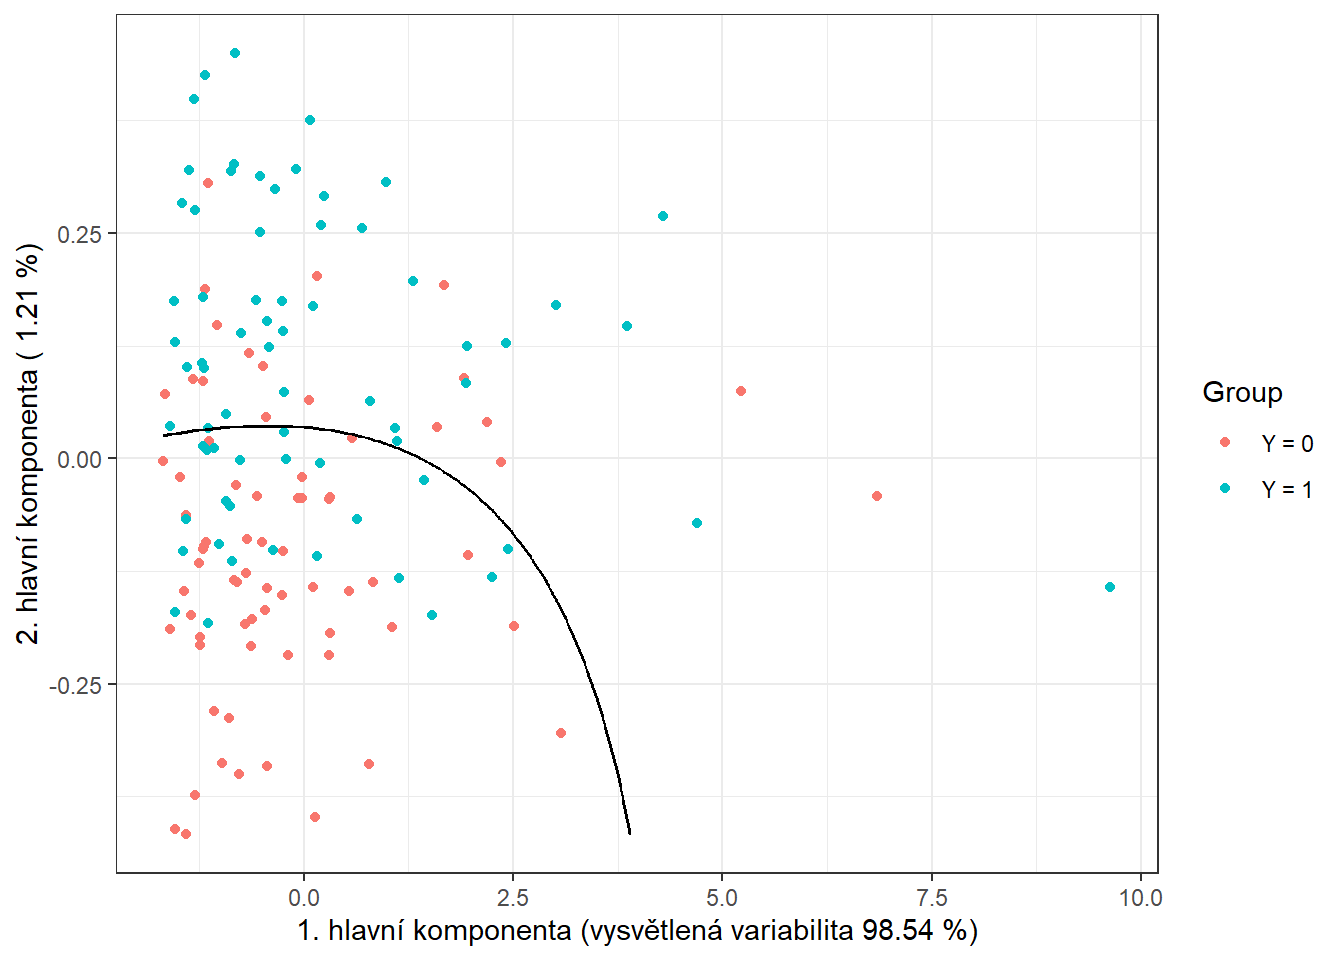 2. hlavní komponenta ( 1.21 %)
0.25
0.00
-0.25
0.0 2.5 5.0 7.5 10.0
1. hlavní komponenta (vysvětlená variabilita 98.54 %)
Group
Y = 0
Y = 1